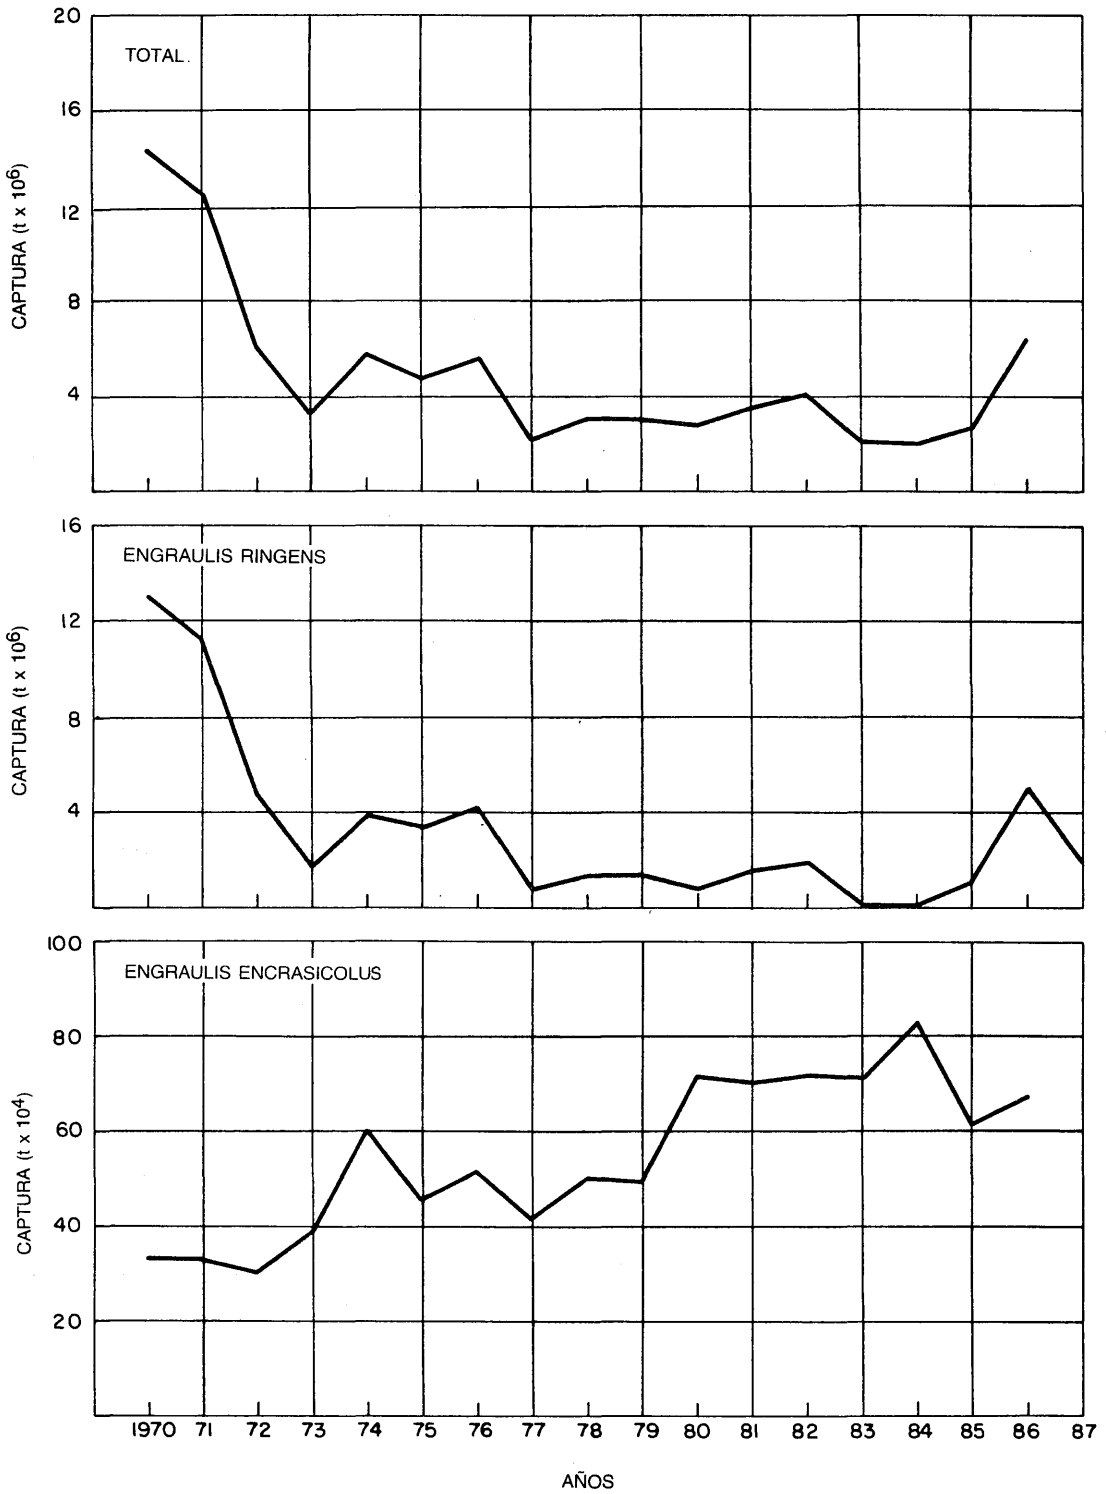 20
TOTAL.
16
12
8
4
CAPTURA (t x 10⁶)
16
ENGRAULIS RINGENS
12
8
4
CAPTURA (t x 10⁶)
100
ENGRAULIS ENCRASICOLUS
80
60
40
20
CAPTURA (t x 10⁴)
1970 71 72 73 74 75 76 77 78 79 80 81 82 83 84 85 86 87
AÑOS